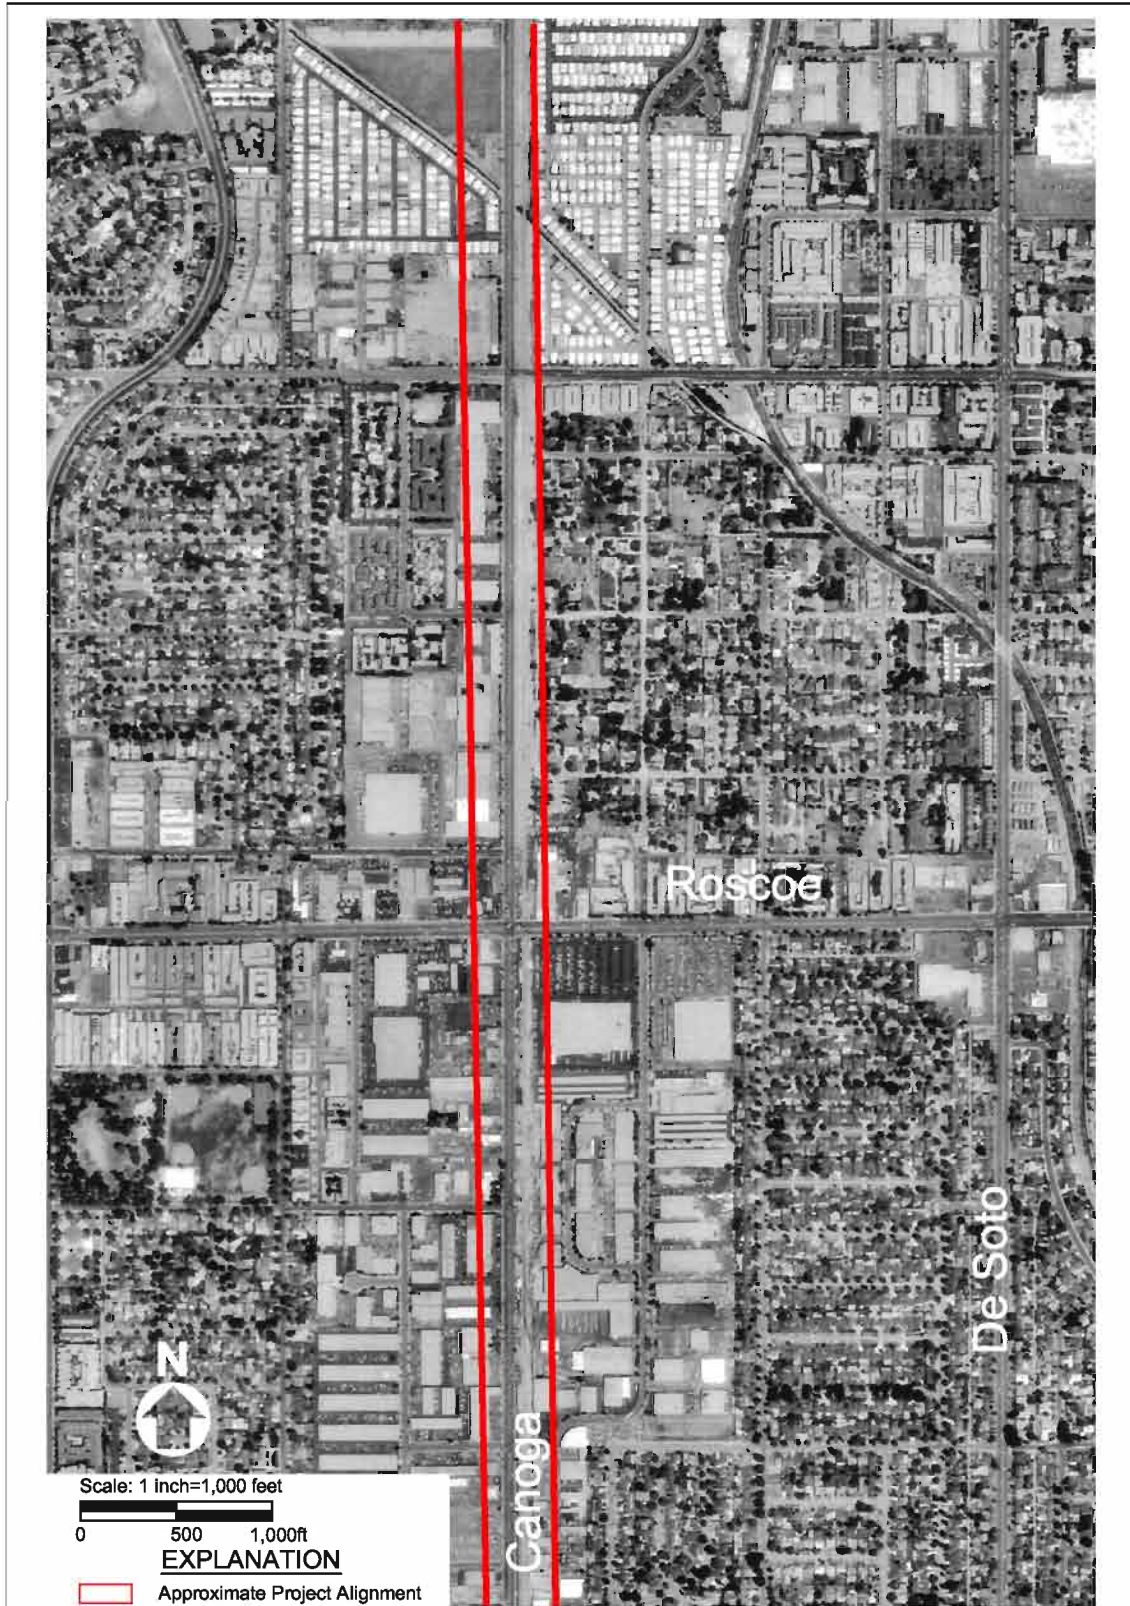 Roscoe
De Soto
N
Canoga
Scale: 1 inch=1,000 feet
0 500 1,000ft
EXPLANATION
Approximate Project Alignment